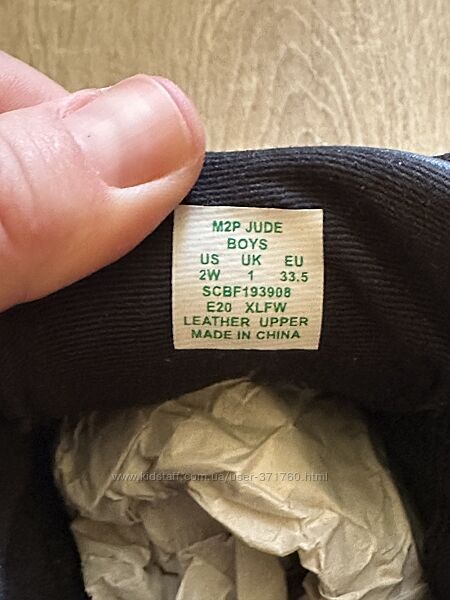 M2P JUDE
BOYS
US UK EU
2W 1 33.5
SCBF193908
E20 XLFW
LEATHER UPPER
MADE IN CHINA
www.kidstaff.com.ua/user-371760.html